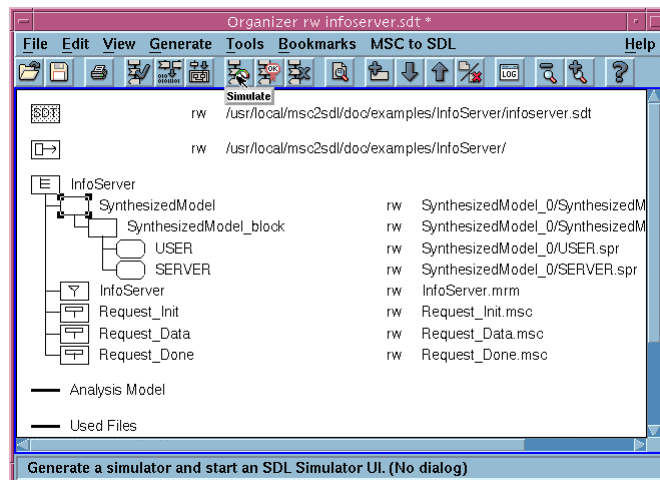 Organizer rw infoserver.sdt *
File Edit View Generate Tools Bookmarks MSC to SDL Help
OK LOG ?
Simulate
SDT rw /usr/local/msc2sdl/doc/examples/InfoServer/infoserver.sdt
rw /usr/local/msc2sdl/doc/examples/InfoServer/
InfoServer
SynthesizedModel rw SynthesizedModel_0/SynthesizedM
SynthesizedModel_block rw SynthesizedModel_0/SynthesizedM
USER rw SynthesizedModel_0/USER.spr
SERVER rw SynthesizedModel_0/SERVER.spr
InfoServer rw InfoServer.mrm
Request_Init rw Request_Init.msc
Request_Data rw Request_Data.msc
Request_Done rw Request_Done.msc
Analysis Model
Used Files
Generate a simulator and start an SDL Simulator UI. (No dialog)